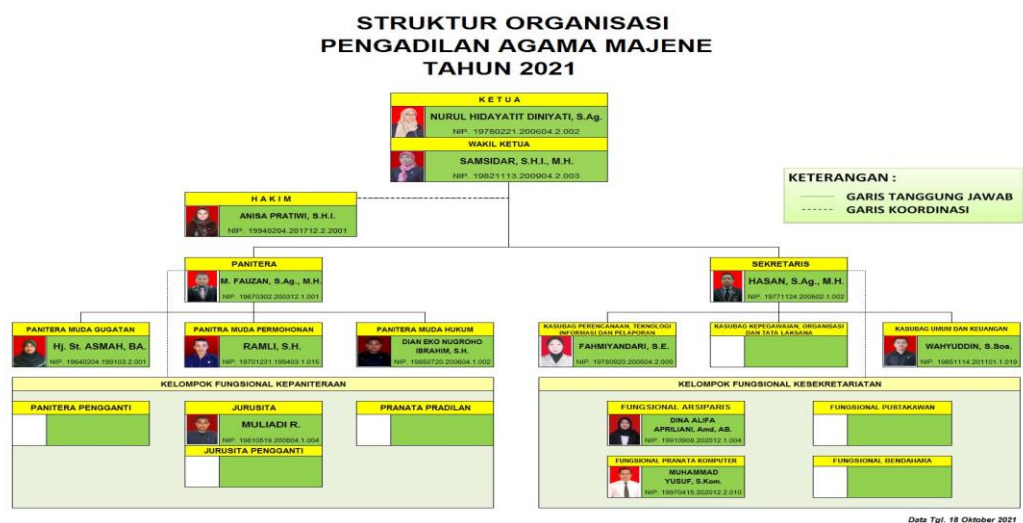 STRUKTUR ORGANISASI
PENGADILAN AGAMA MAJENE
TAHUN 2021
KETUA
NURUL HIDAYATIT DINIYATI, S.Ag.
NIP. 19780221.200604.2.002
WAKIL KETUA
SAMSIDAR, S.H.I., M.H.
NIP. 19821113.200904.2.003
KETERANGAN :
GARIS TANGGUNG JAWAB
GARIS KOORDINASI
HAKIM
ANISA PRATIWI, S.H.I.
NIP. 19940204.201712.2.2001
PANITERA
M. FAUZAN, S.Ag., M.H.
NIP. 19670302.200312.1.001
SEKRETARIS
HASAN, S.Ag., M.H.
NIP. 19771124.200502.1.002
PANITERA MUDA GUGATAN
Hj. St. ASMAH, BA.
NIP. 19640204.199103.2.001
PANITRA MUDA PERMOHONAN
RAMLI, S.H.
NIP. 19701231.199403.1.015
PANITERA MUDA HUKUM
DIAN EKO NUGROHO
IBRAHIM, S.H.
NIP. 19850720.200604.1.002
KASUBAG PERENCANAAN, TEKNOLOGI
INFORMASI DAN PELAPORAN
FAHMIYANDARI, S.E.
NIP. 19780920.200604.2.009
KASUBAG KEPEGAWAIAN, ORGANISASI
DAN TATA LAKSANA
KASUBAG UMUM DAN KEUANGAN
WAHYUDDIN, S.Sos.
NIP. 19851114.201101.1.019
KELOMPOK FUNGSIONAL KEPANITERAAN
PANITERA PENGGANTI
JURUSITA
MULIADI R.
NIP. 19810519.200604.1.004
JURUSITA PENGGANTI
PRANATA PRADILAN
KELOMPOK FUNGSIONAL KESEKRETARIATAN
FUNGSIONAL ARSIPARIS
DINA ALIFA
APRILIANI, Amd, AB.
NIP. 19910908.202012.1.004
FUNGSIONAL PUSTAKAWAN
FUNGSIONAL PRANATA KOMPUTER
MUHAMMAD
YUSUF, S.Kom.
NIP. 19970415.202012.2.010
FUNGSIONAL BENDAHARA
Data Tgl. 18 Oktober 2021